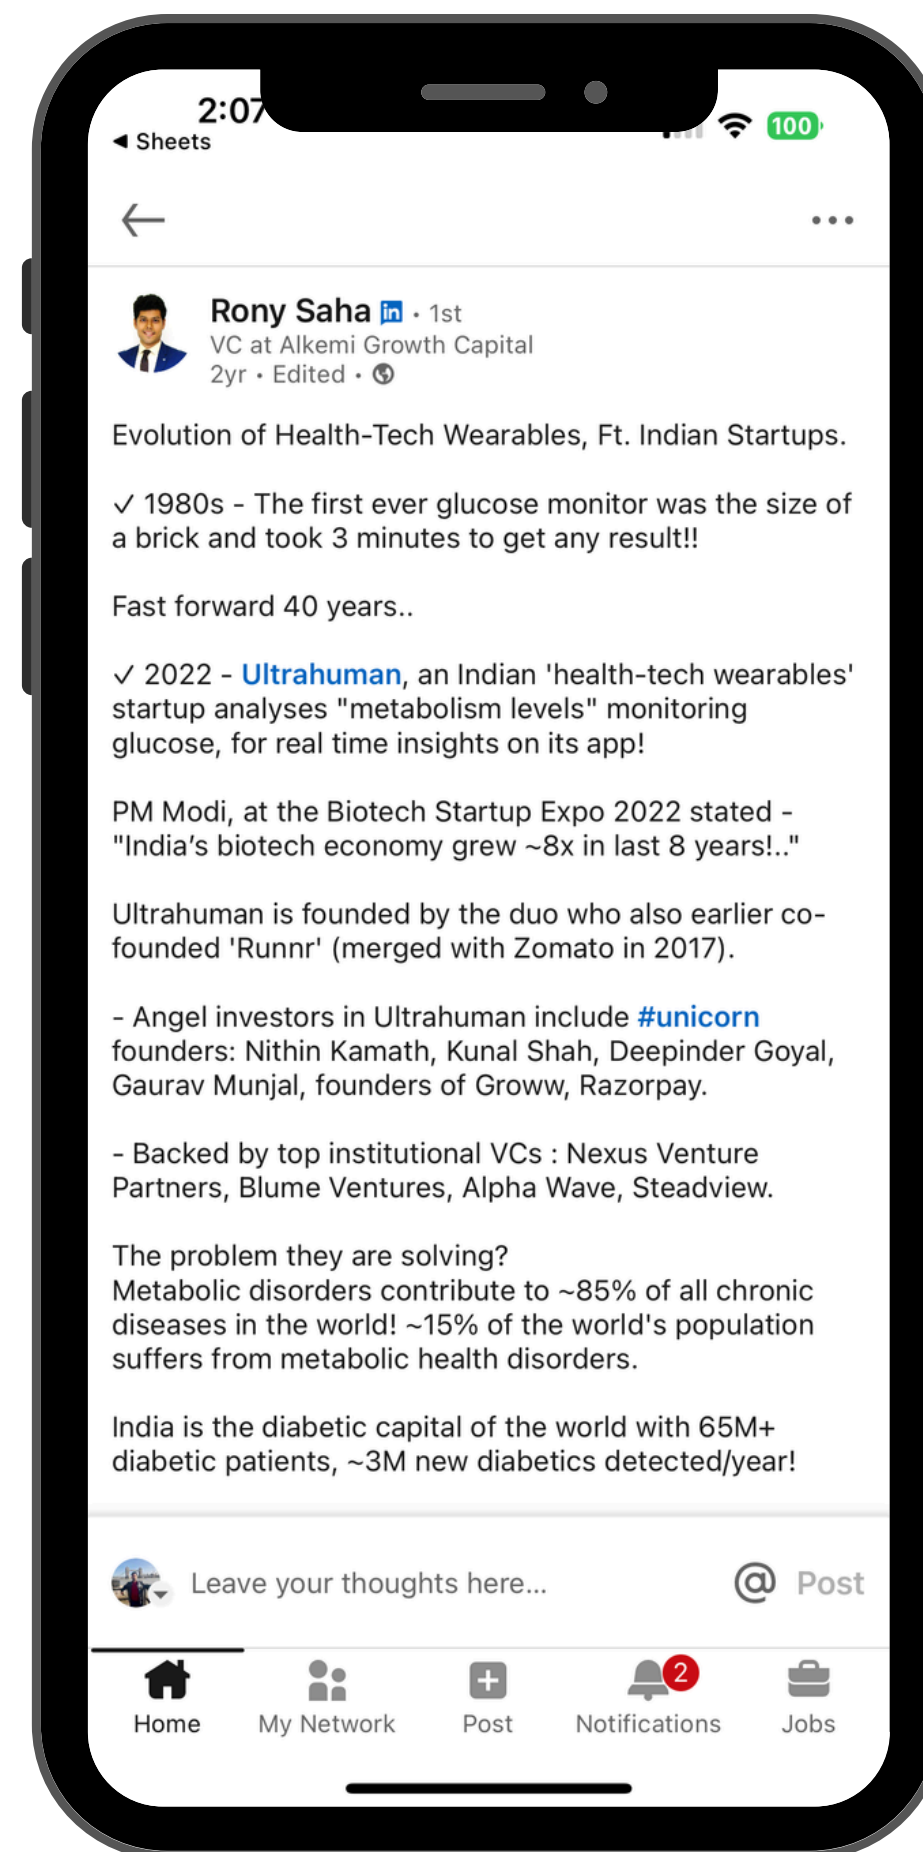 2:07
◀ Sheets
100
Rony Saha in • 1st
VC at Alkemi Growth Capital
2yr • Edited •
Evolution of Health-Tech Wearables, Ft. Indian Startups.
✓ 1980s - The first ever glucose monitor was the size of
a brick and took 3 minutes to get any result!!
Fast forward 40 years..
✓ 2022 - Ultrahuman, an Indian 'health-tech wearables'
startup analyses "metabolism levels" monitoring
glucose, for real time insights on its app!
PM Modi, at the Biotech Startup Expo 2022 stated -
"India’s biotech economy grew ~8x in last 8 years!.."
Ultrahuman is founded by the duo who also earlier co-
founded 'Runnr' (merged with Zomato in 2017).
- Angel investors in Ultrahuman include #unicorn
founders: Nithin Kamath, Kunal Shah, Deepinder Goyal,
Gaurav Munjal, founders of Groww, Razorpay.
- Backed by top institutional VCs : Nexus Venture
Partners, Blume Ventures, Alpha Wave, Steadview.
The problem they are solving?
Metabolic disorders contribute to ~85% of all chronic
diseases in the world! ~15% of the world's population
suffers from metabolic health disorders.
India is the diabetic capital of the world with 65M+
diabetic patients, ~3M new diabetics detected/year!
Leave your thoughts here... @ Post
2
Home My Network Post Notifications Jobs